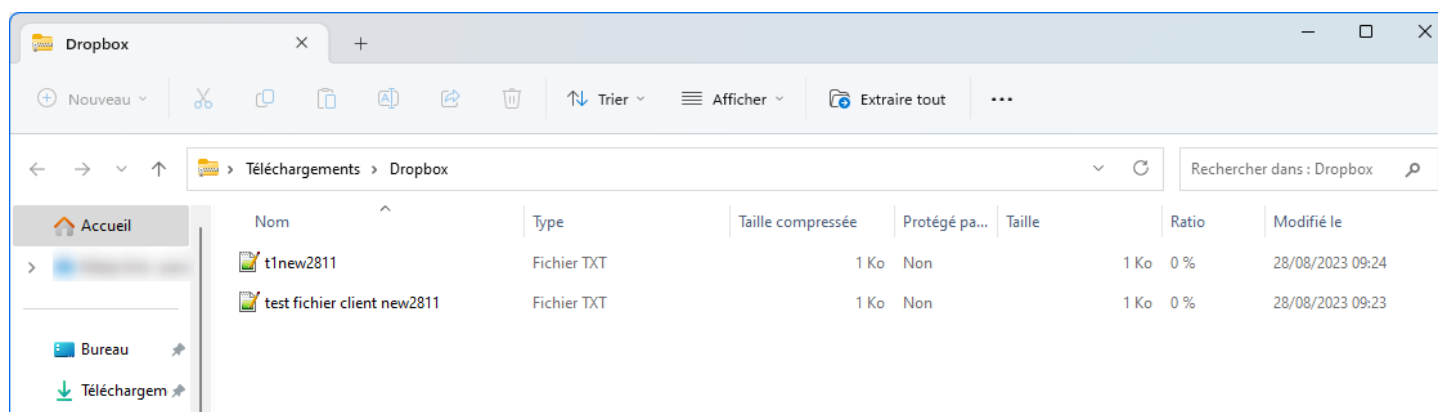 Dropbox
Nouveau Trier Afficher Extraire tout
Téléchargements > Dropbox Rechercher dans : Dropbox
Accueil Nom Type Taille compressée Protégé pa... Taille Ratio Modifié le
t1new2811 Fichier TXT 1 Ko Non 1 Ko 0 % 28/08/2023 09:24
test fichier client new2811 Fichier TXT 1 Ko Non 1 Ko 0 % 28/08/2023 09:23
Bureau
Téléchargem